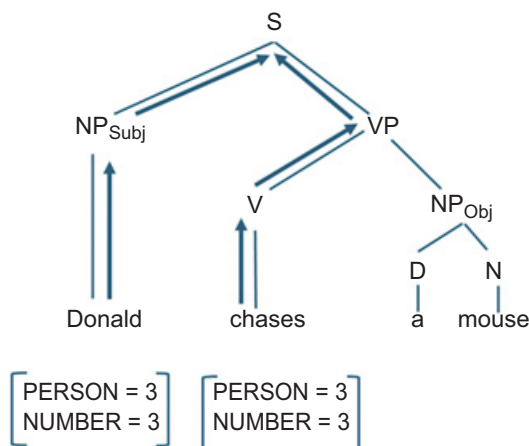 S
NPSubj VP
V NPObj
D N
Donald chases a mouse
PERSON = 3 PERSON = 3
NUMBER = 3 NUMBER = 3